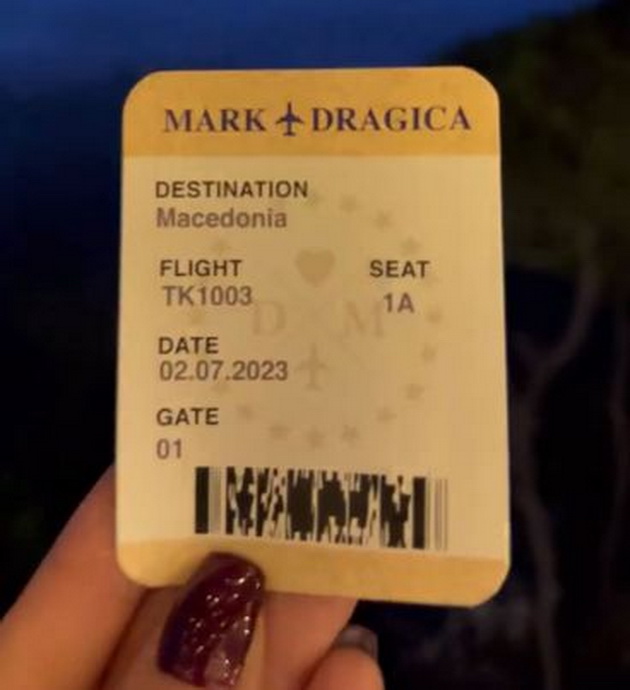 MARK DRAGICA
DESTINATION
Macedonia
FLIGHT SEAT
TK1003 1A
D M
DATE
02.07.2023
GATE
01